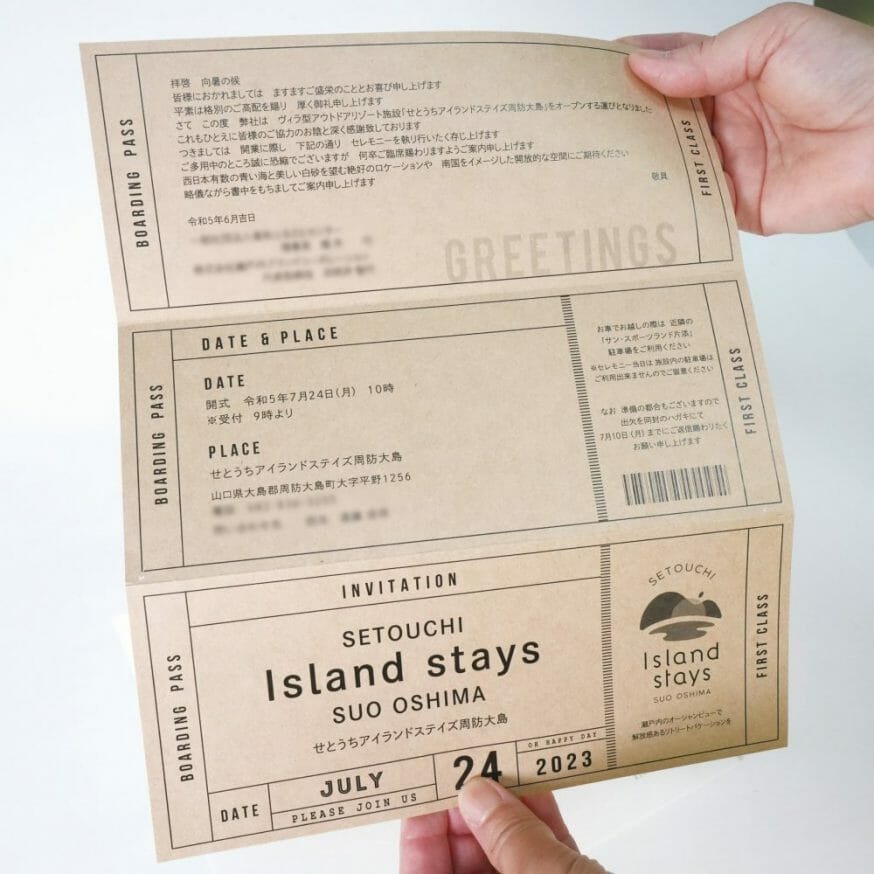 BOARDING PASS
拝啓　向暑の候
皆様におかれましては　ますますご盛栄のこととお喜び申し上げます
平素は格別のご高配を賜り　厚く御礼申し上げます
さて　この度　弊社は　ヴィラ型アウトドアリゾート施設「せとうちアイランドステイズ周防大島」をオープンする運びとなりました
これもひとえに皆様のご協力のお陰と深く感謝致しております
つきましては　開業に際し　下記の通り　セレモニーを執り行いたく存じ上げます
ご多用中のところ誠に恐縮でございますが　何卒ご臨席賜わりますようご案内申し上げます
西日本有数の青い海と美しい白砂を望む絶好のロケーションや　南国をイメージした開放的な空間にご期待ください
略儀ながら書中をもちましてご案内申し上げます
敬具
令和5年6月吉日
GREETINGS
FIRST CLASS
BOARDING PASS
DATE & PLACE
DATE
開式　令和5年7月24日(月)　10時
※受付　9時より
PLACE
せとうちアイランドステイズ周防大島
山口県大島郡周防大島町大字平野1256
お車でお越しの際は 近隣の
「サン・スポーツランド片添」
駐車場をご利用ください
※セレモニー当日は 施設内の駐車場は
ご利用出来ませんのでご留意ください
なお 準備の都合もございますので
出欠を同封のハガキにて
7月10日(月)までにご返信賜わりたく
お願い申し上げます
FIRST CLASS
BOARDING PASS
INVITATION
SETOUCHI
Island stays
SUO OSHIMA
せとうちアイランドステイズ周防大島
DATE
JULY
PLEASE JOIN US
24
OH HAPPY DAY
2023
SETOUCHI
Island
stays
SUO OSHIMA
瀬戸内のオーシャンビューで
解放感あるリトリートバケーションを
FIRST CLASS